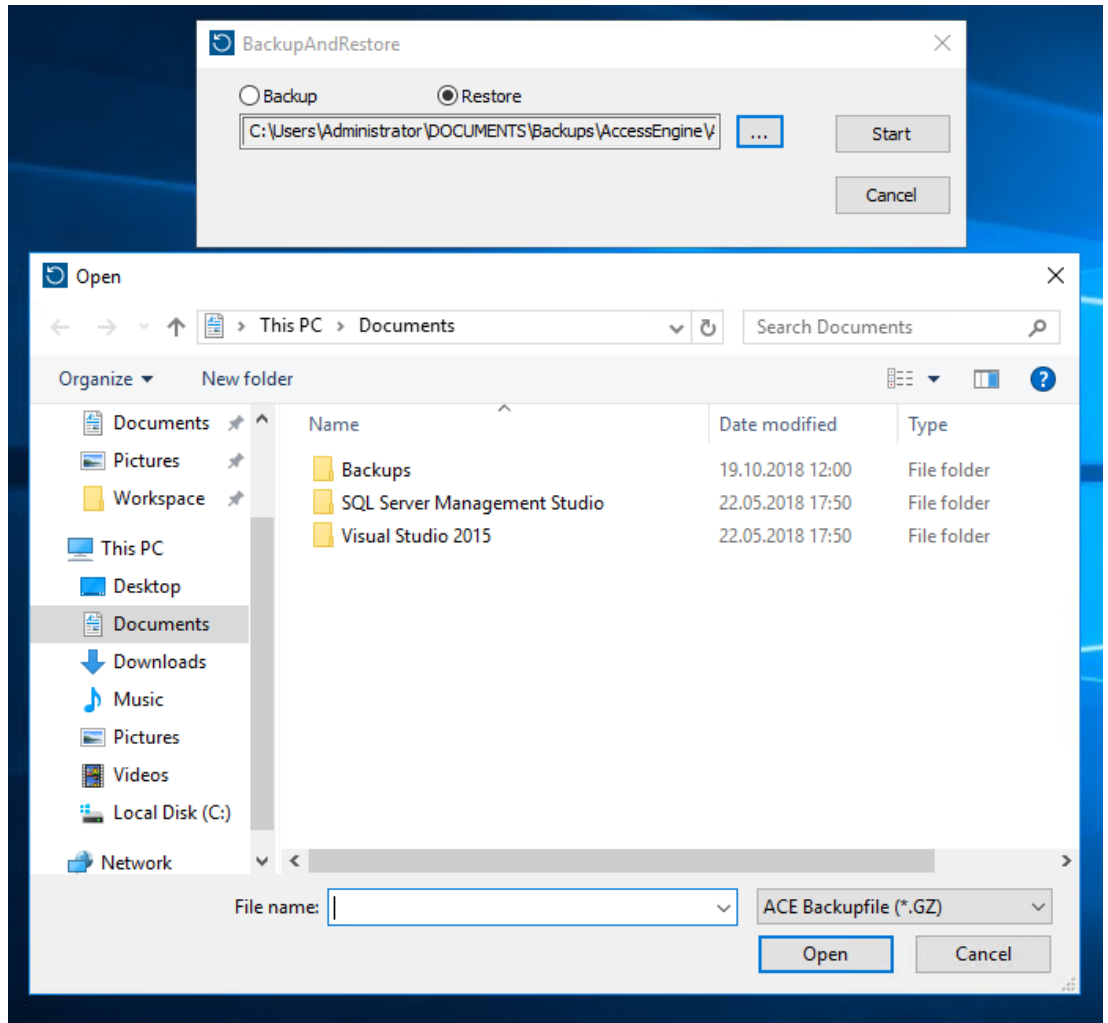 BackupAndRestore
Backup Restore
C:\Users\Administrator\DOCUMENTS\Backups\AccessEngine\ ... Start
Cancel
Open
This PC > Documents Search Documents
Organize New folder
Name Date modified Type
Documents
Pictures
Workspace
This PC
Desktop
Documents
Downloads
Music
Pictures
Videos
Local Disk (C:)
Network
Backups 19.10.2018 12:00 File folder
SQL Server Management Studio 22.05.2018 17:50 File folder
Visual Studio 2015 22.05.2018 17:50 File folder
File name: ACE Backupfile (*.GZ)
Open Cancel